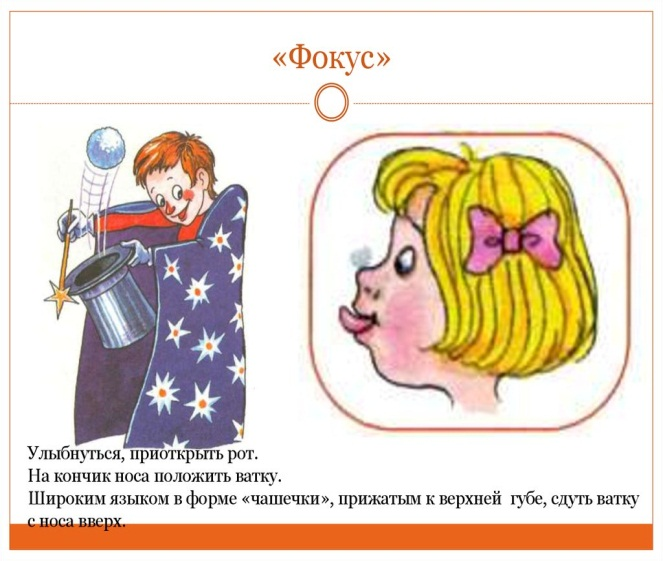 «Фокус»
Улыбнуться, приоткрыть рот.
На кончик носа положить ватку.
Широким языком в форме «чашечки», прижатым к верхней губе, сдуть ватку
с носа вверх.